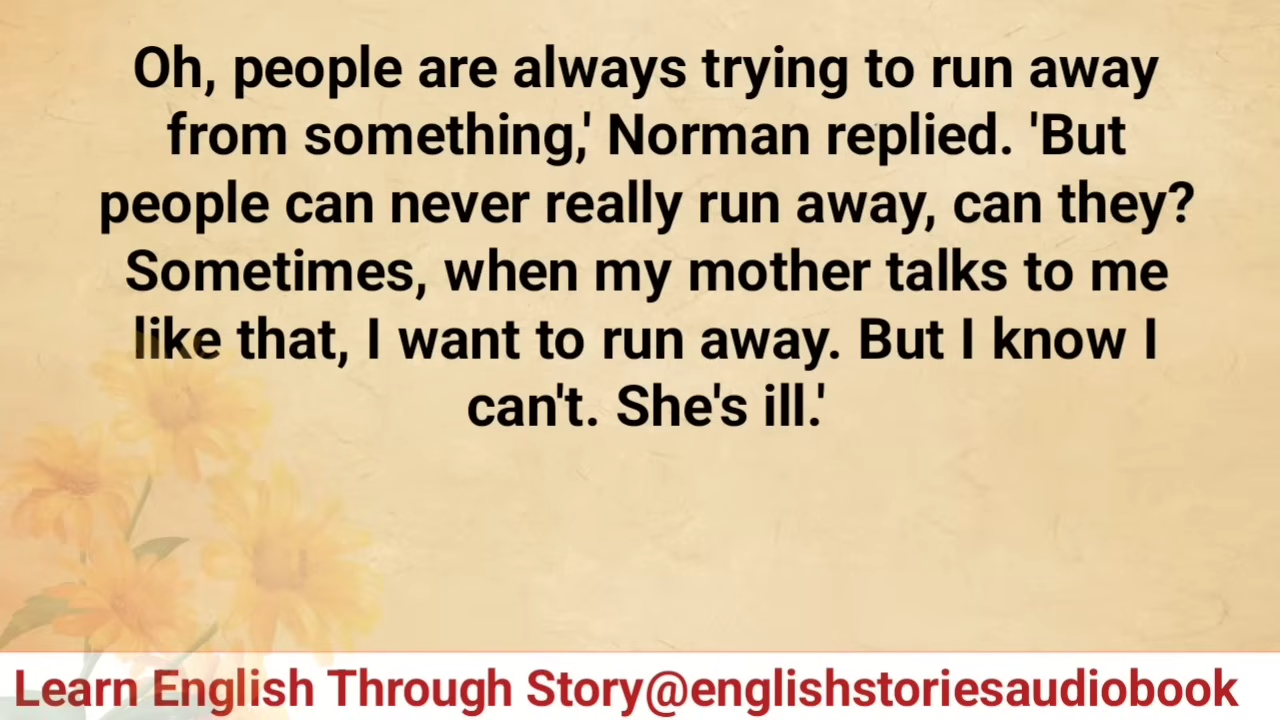 Oh, people are always trying to run away
from something,' Norman replied. 'But
people can never really run away, can they?
Sometimes, when my mother talks to me
like that, I want to run away. But I know I
can't. She's ill.'
Learn English Through Story@englishstoriesaudiobook